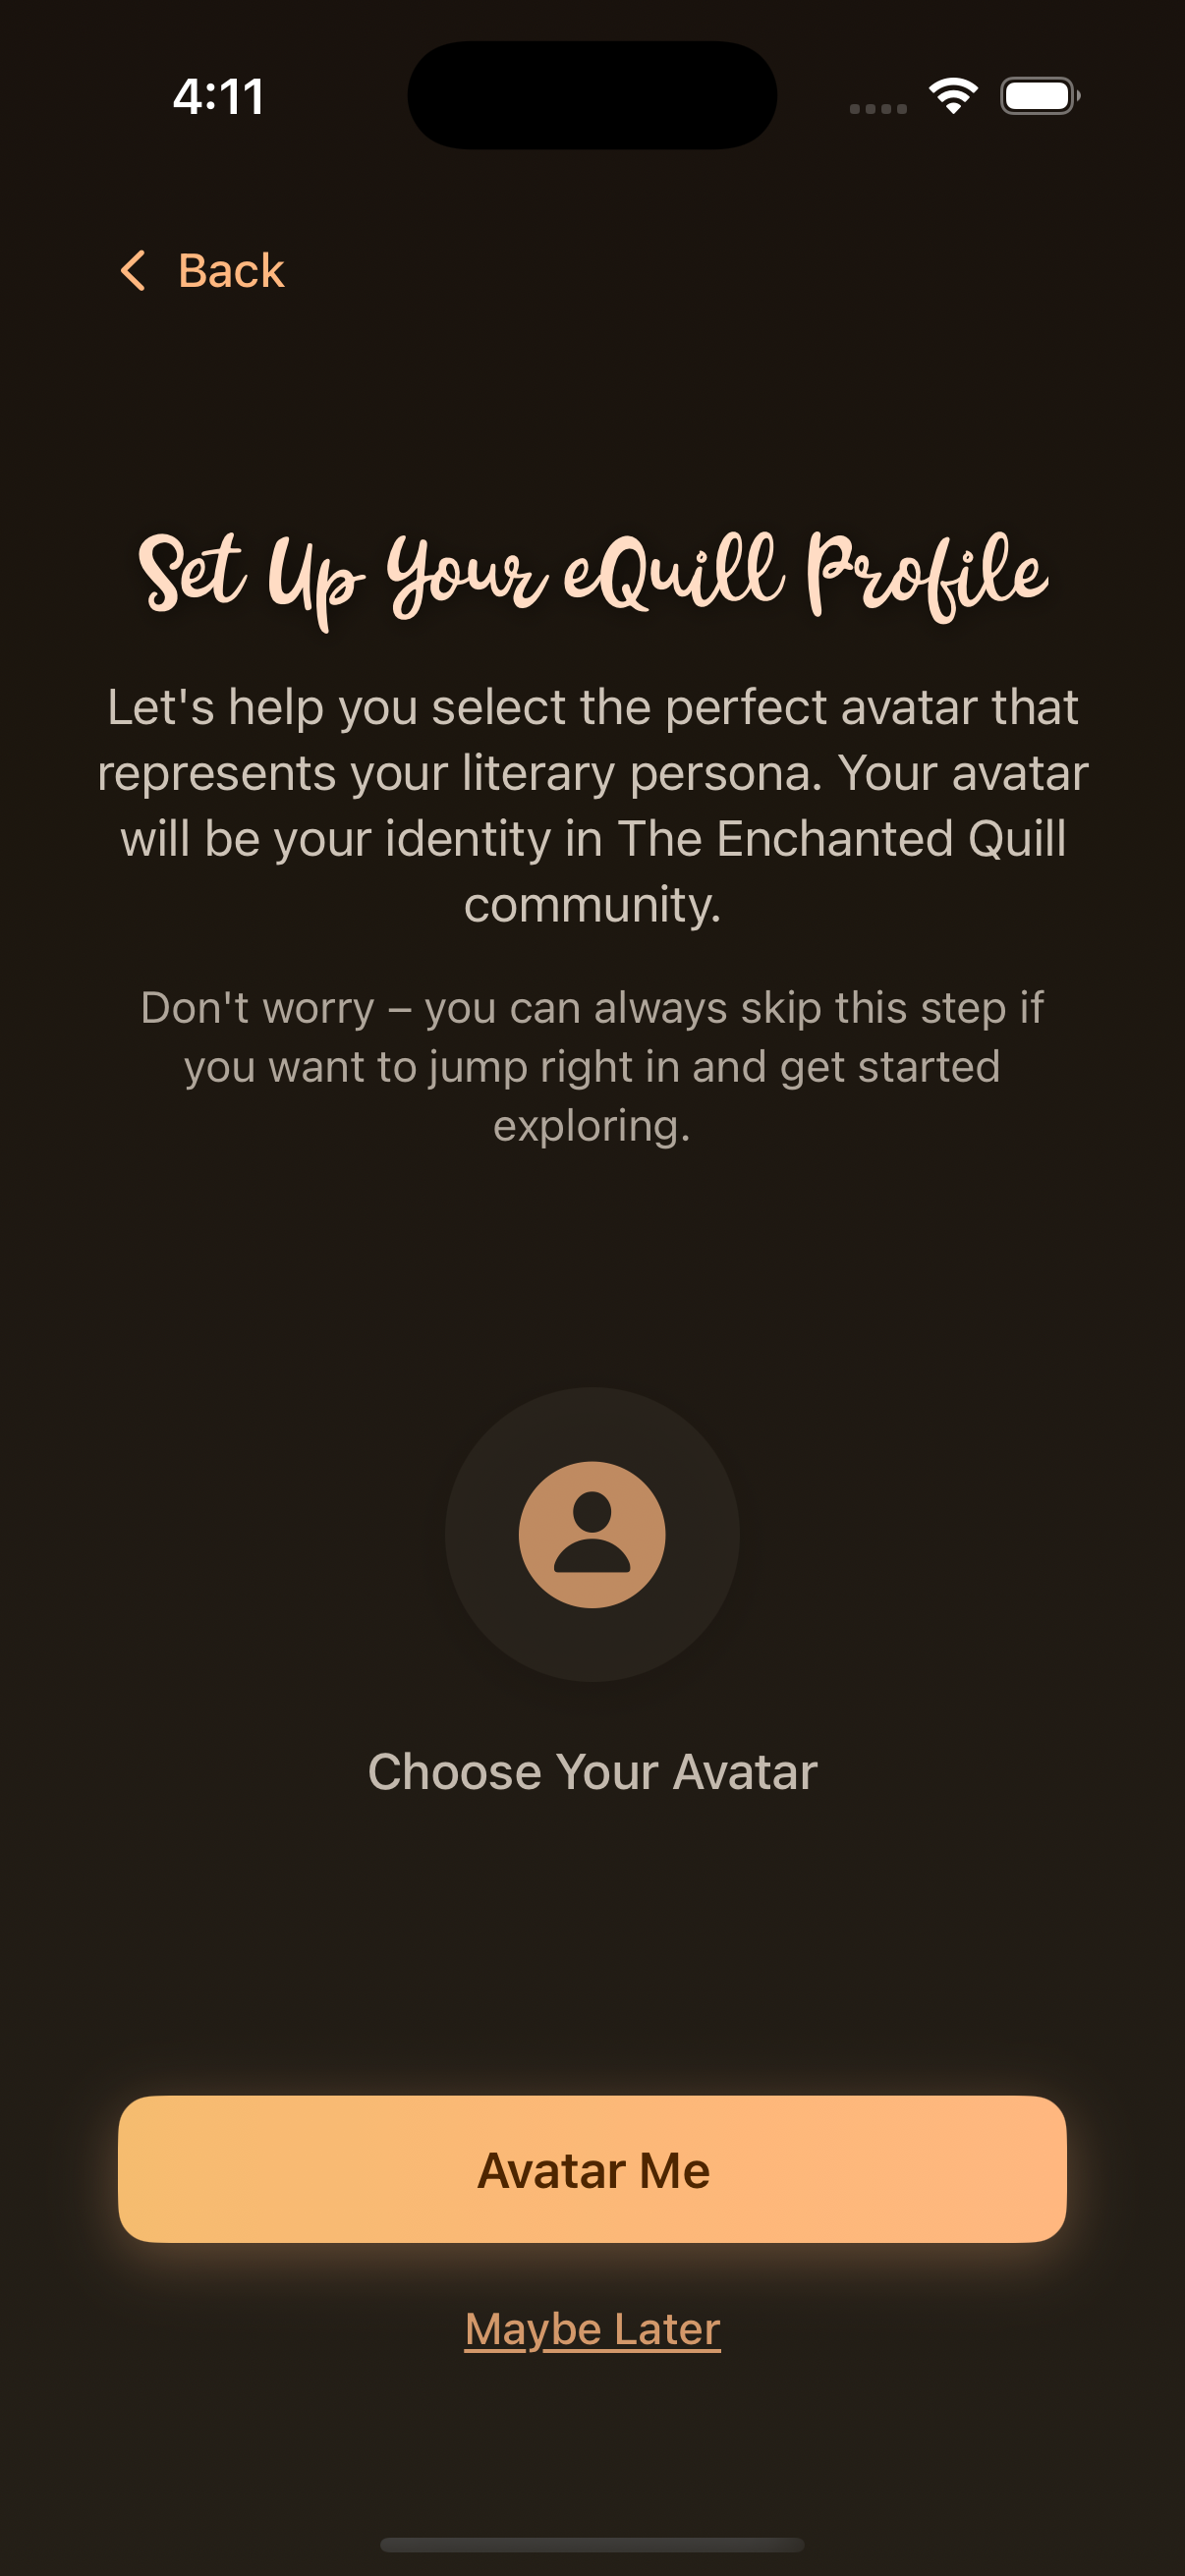 4:11
Back
Set Up Your eQuill Profile
Let's help you select the perfect avatar that
represents your literary persona. Your avatar
will be your identity in The Enchanted Quill
community.
Don't worry – you can always skip this step if
you want to jump right in and get started
exploring.
Choose Your Avatar
Avatar Me
Maybe Later